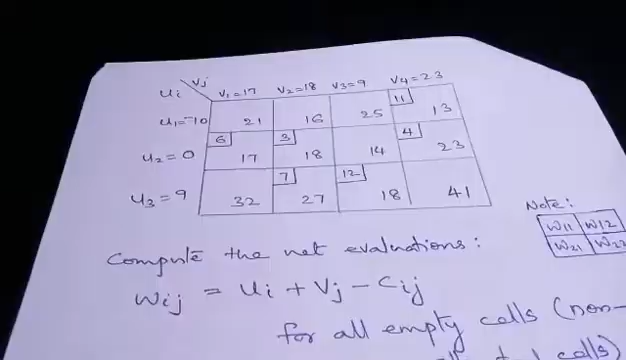 ui vj v1=17 v2=18 v3=9 v4=23
u1=-10 21 16 25 11 13
u2=0 6 17 3 18 14 4 23
u3=9 32 7 27 12 18 41
Note:
w11 w12
w21 w22
Compute the net evaluations:
wij = ui + vj - cij
for all empty cells (non-
cells)